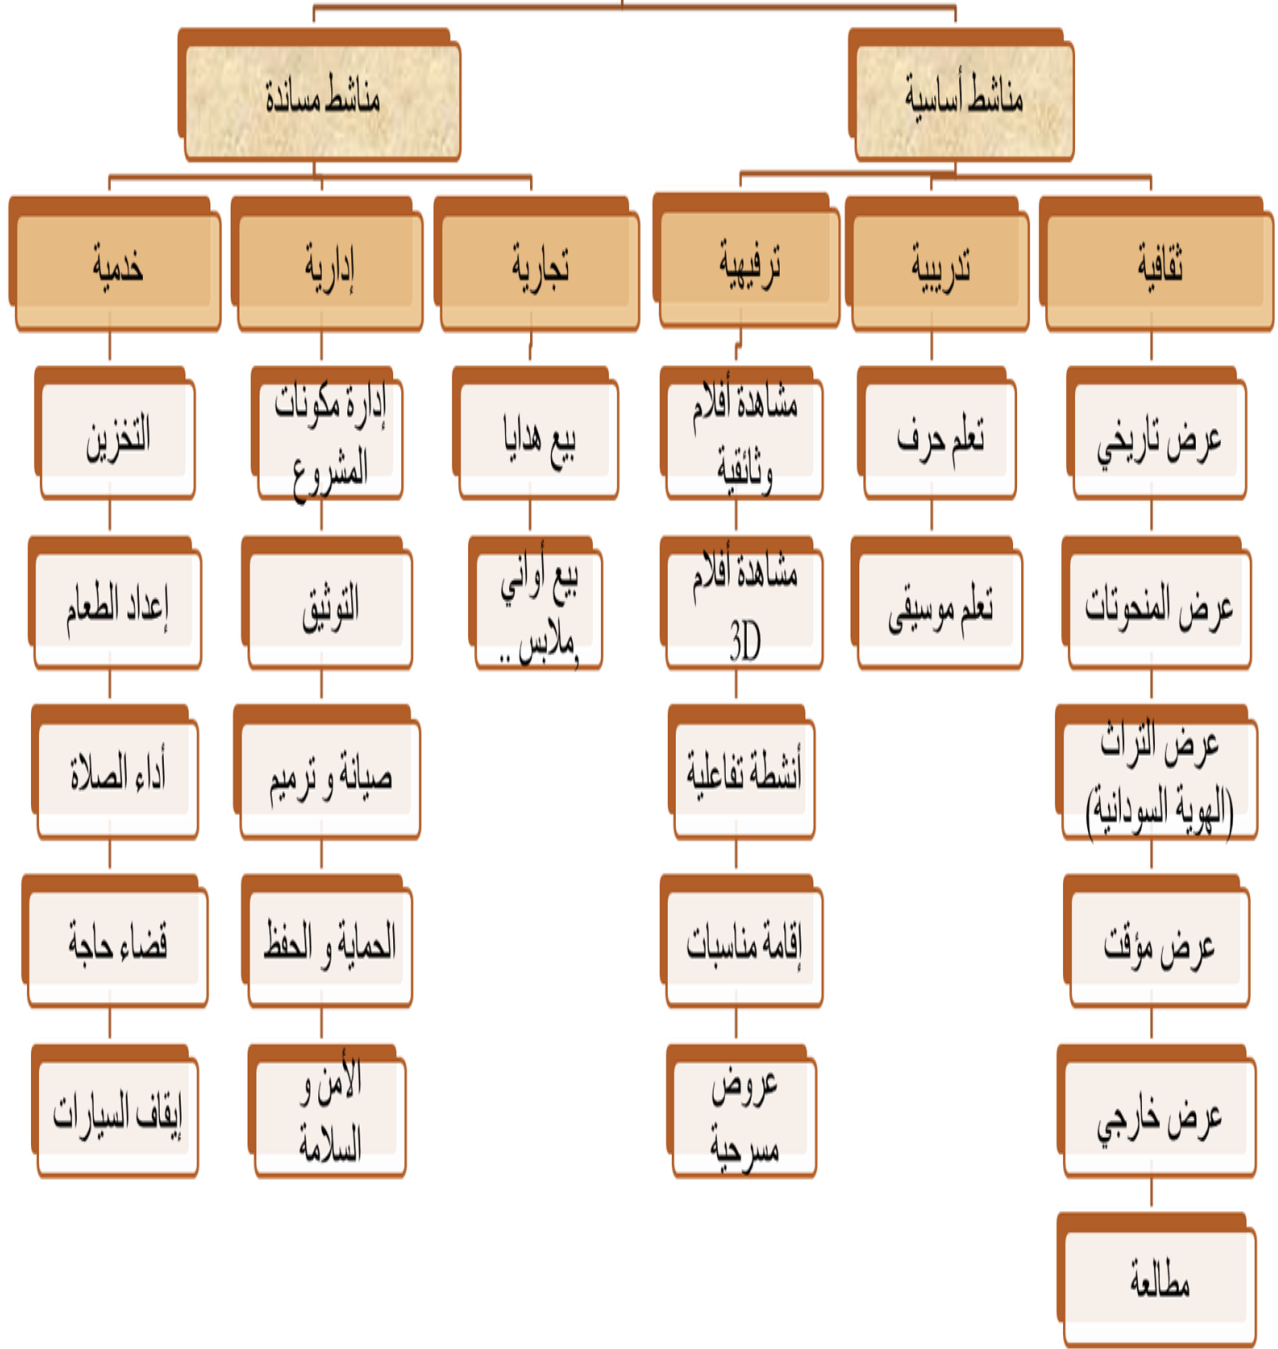 مناشط أساسية
مناشط مساندة
ثقافية
تدريبية
ترفيهية
تجارية
إدارية
خدمية
عرض تاريخي
عرض المنحوتات
عرض التراث
(الهوية السودانية)
عرض مؤقت
عرض خارجي
مطالعة
تعلم حرف
تعلم موسيقى
مشاهدة أفلام
وثائقية
مشاهدة أفلام
3D
أنشطة تفاعلية
إقامة مناسبات
عروض
مسرحية
بيع هدايا
بيع أواني
,ملابس ..
إدارة مكونات
المشروع
التوثيق
صيانة و ترميم
الحماية و الحفظ
الأمن و
السلامة
التخزين
إعداد الطعام
أداء الصلاة
قضاء حاجة
إيقاف السيارات